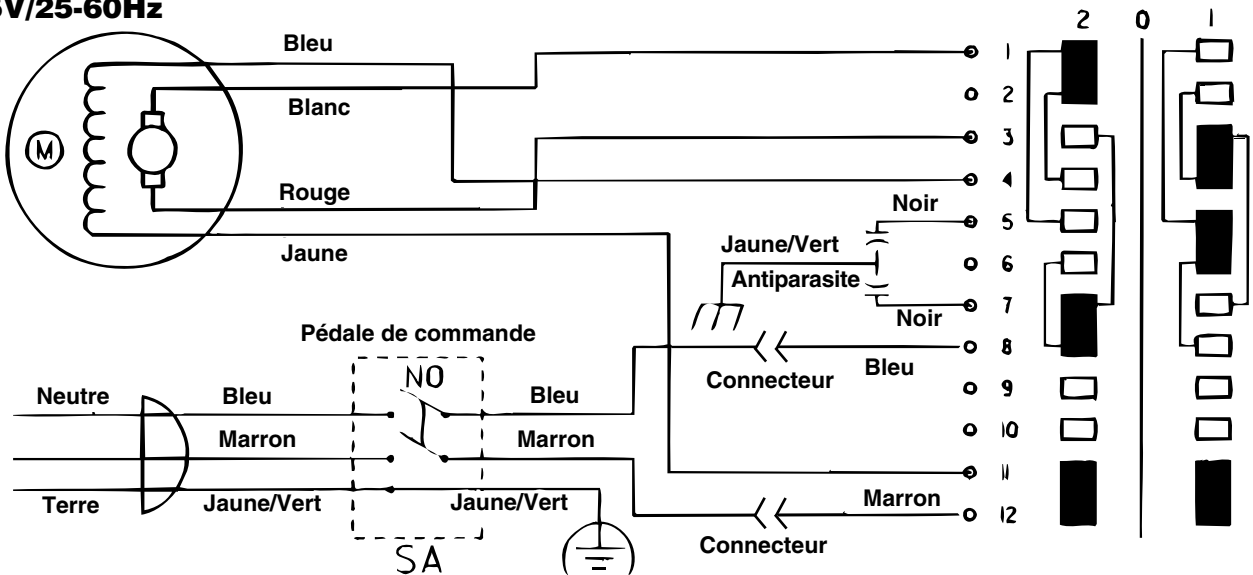 5V/25-60Hz
2 0 1
Bleu
Blanc
M
Rouge
Jaune
1
2
3
4
Noir
5
Jaune/Vert
6
Antiparasite
7
Noir
Pédale de commande
8
Bleu
NO
Connecteur
9
Neutre
Bleu
Bleu
10
Marron
Marron
11
Terre
Jaune/Vert
Jaune/Vert
Marron
12
Connecteur
SA